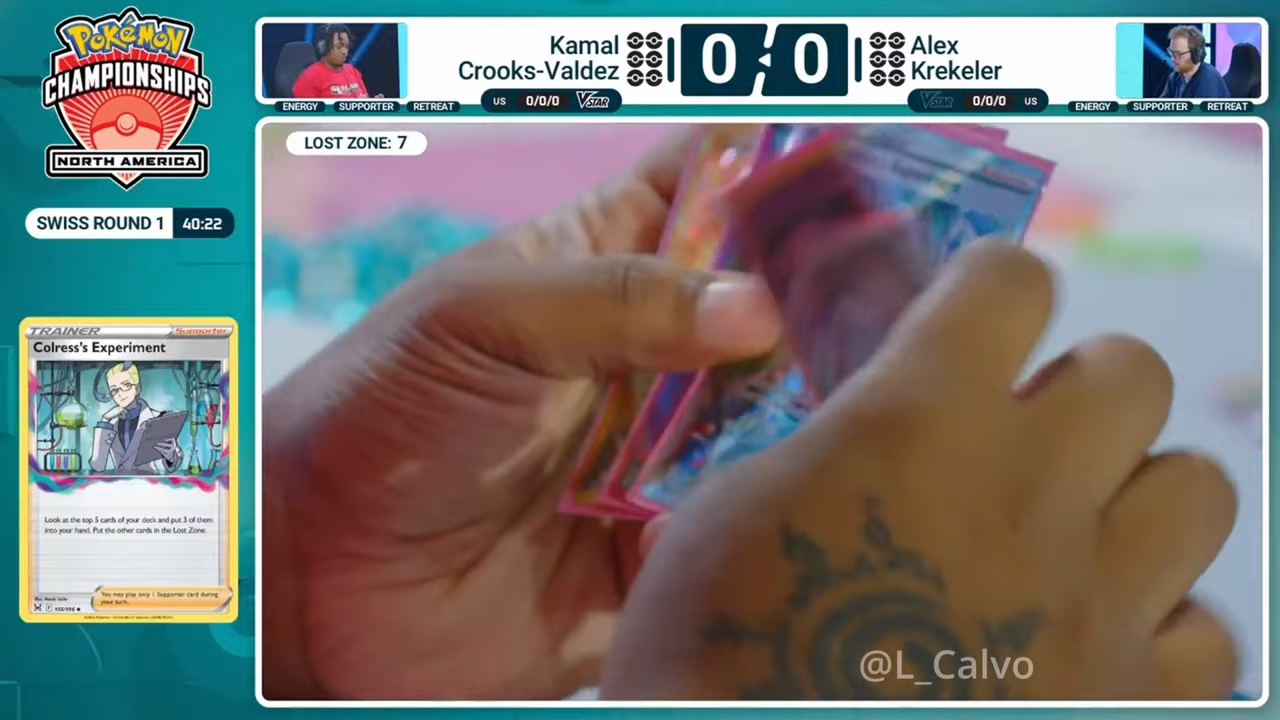 Pokémon
CHAMPIONSHIPS
NORTH AMERICA
SWISS ROUND 1 40:22
Kamal
Crooks-Valdez
0 0
Alex
Krekeler
ENERGY SUPPORTER RETREAT
US 0/0/0 VSTAR
VSTAR 0/0/0 US
ENERGY SUPPORTER RETREAT
LOST ZONE: 7
TRAINER Supporter
Colress's Experiment
Look at the top 5 cards of your deck and put 3 of them
into your hand. Put the other cards in the Lost Zone.
You may play only 1 Supporter card during
your turn.
155/196
@L_Calvo